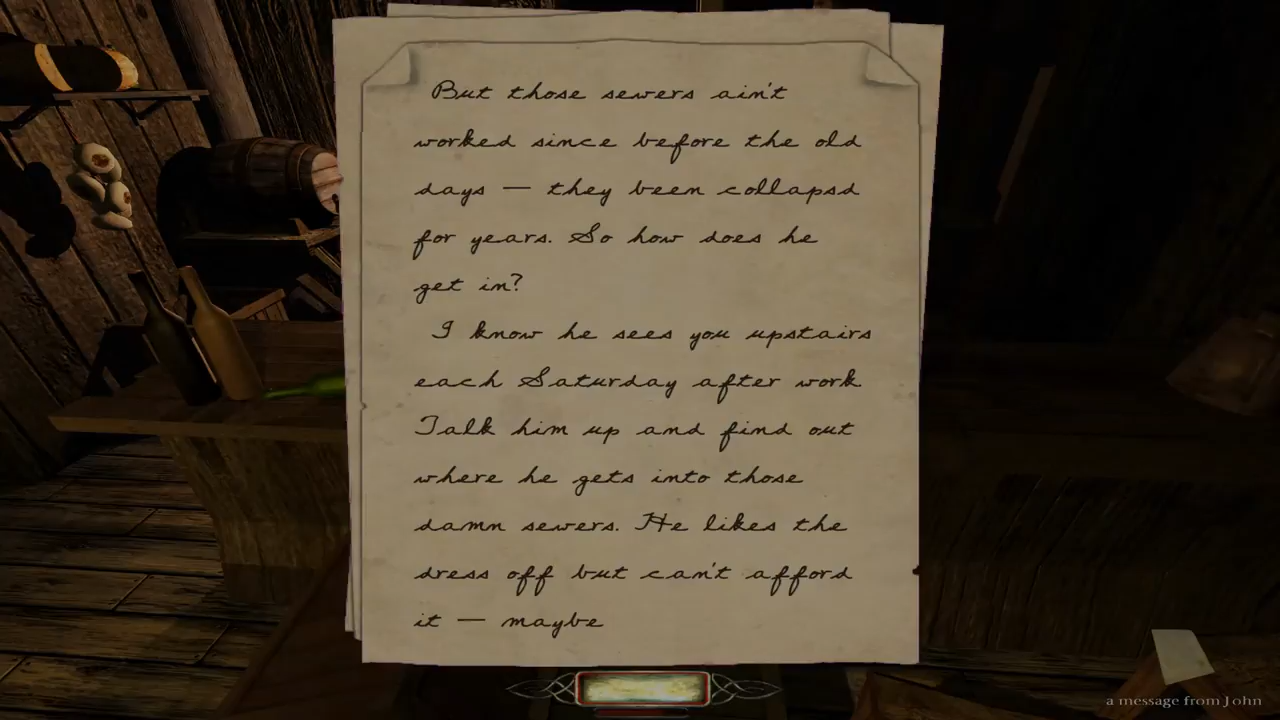 But those sewers ain't
worked since before the old
days — they been collapsd
for years. So how does he
get in?
I know he sees you upstairs
each Saturday after work
Talk him up and find out
where he gets into those
damn sewers. He likes the
dress off but can't afford
it — maybe
a message from John